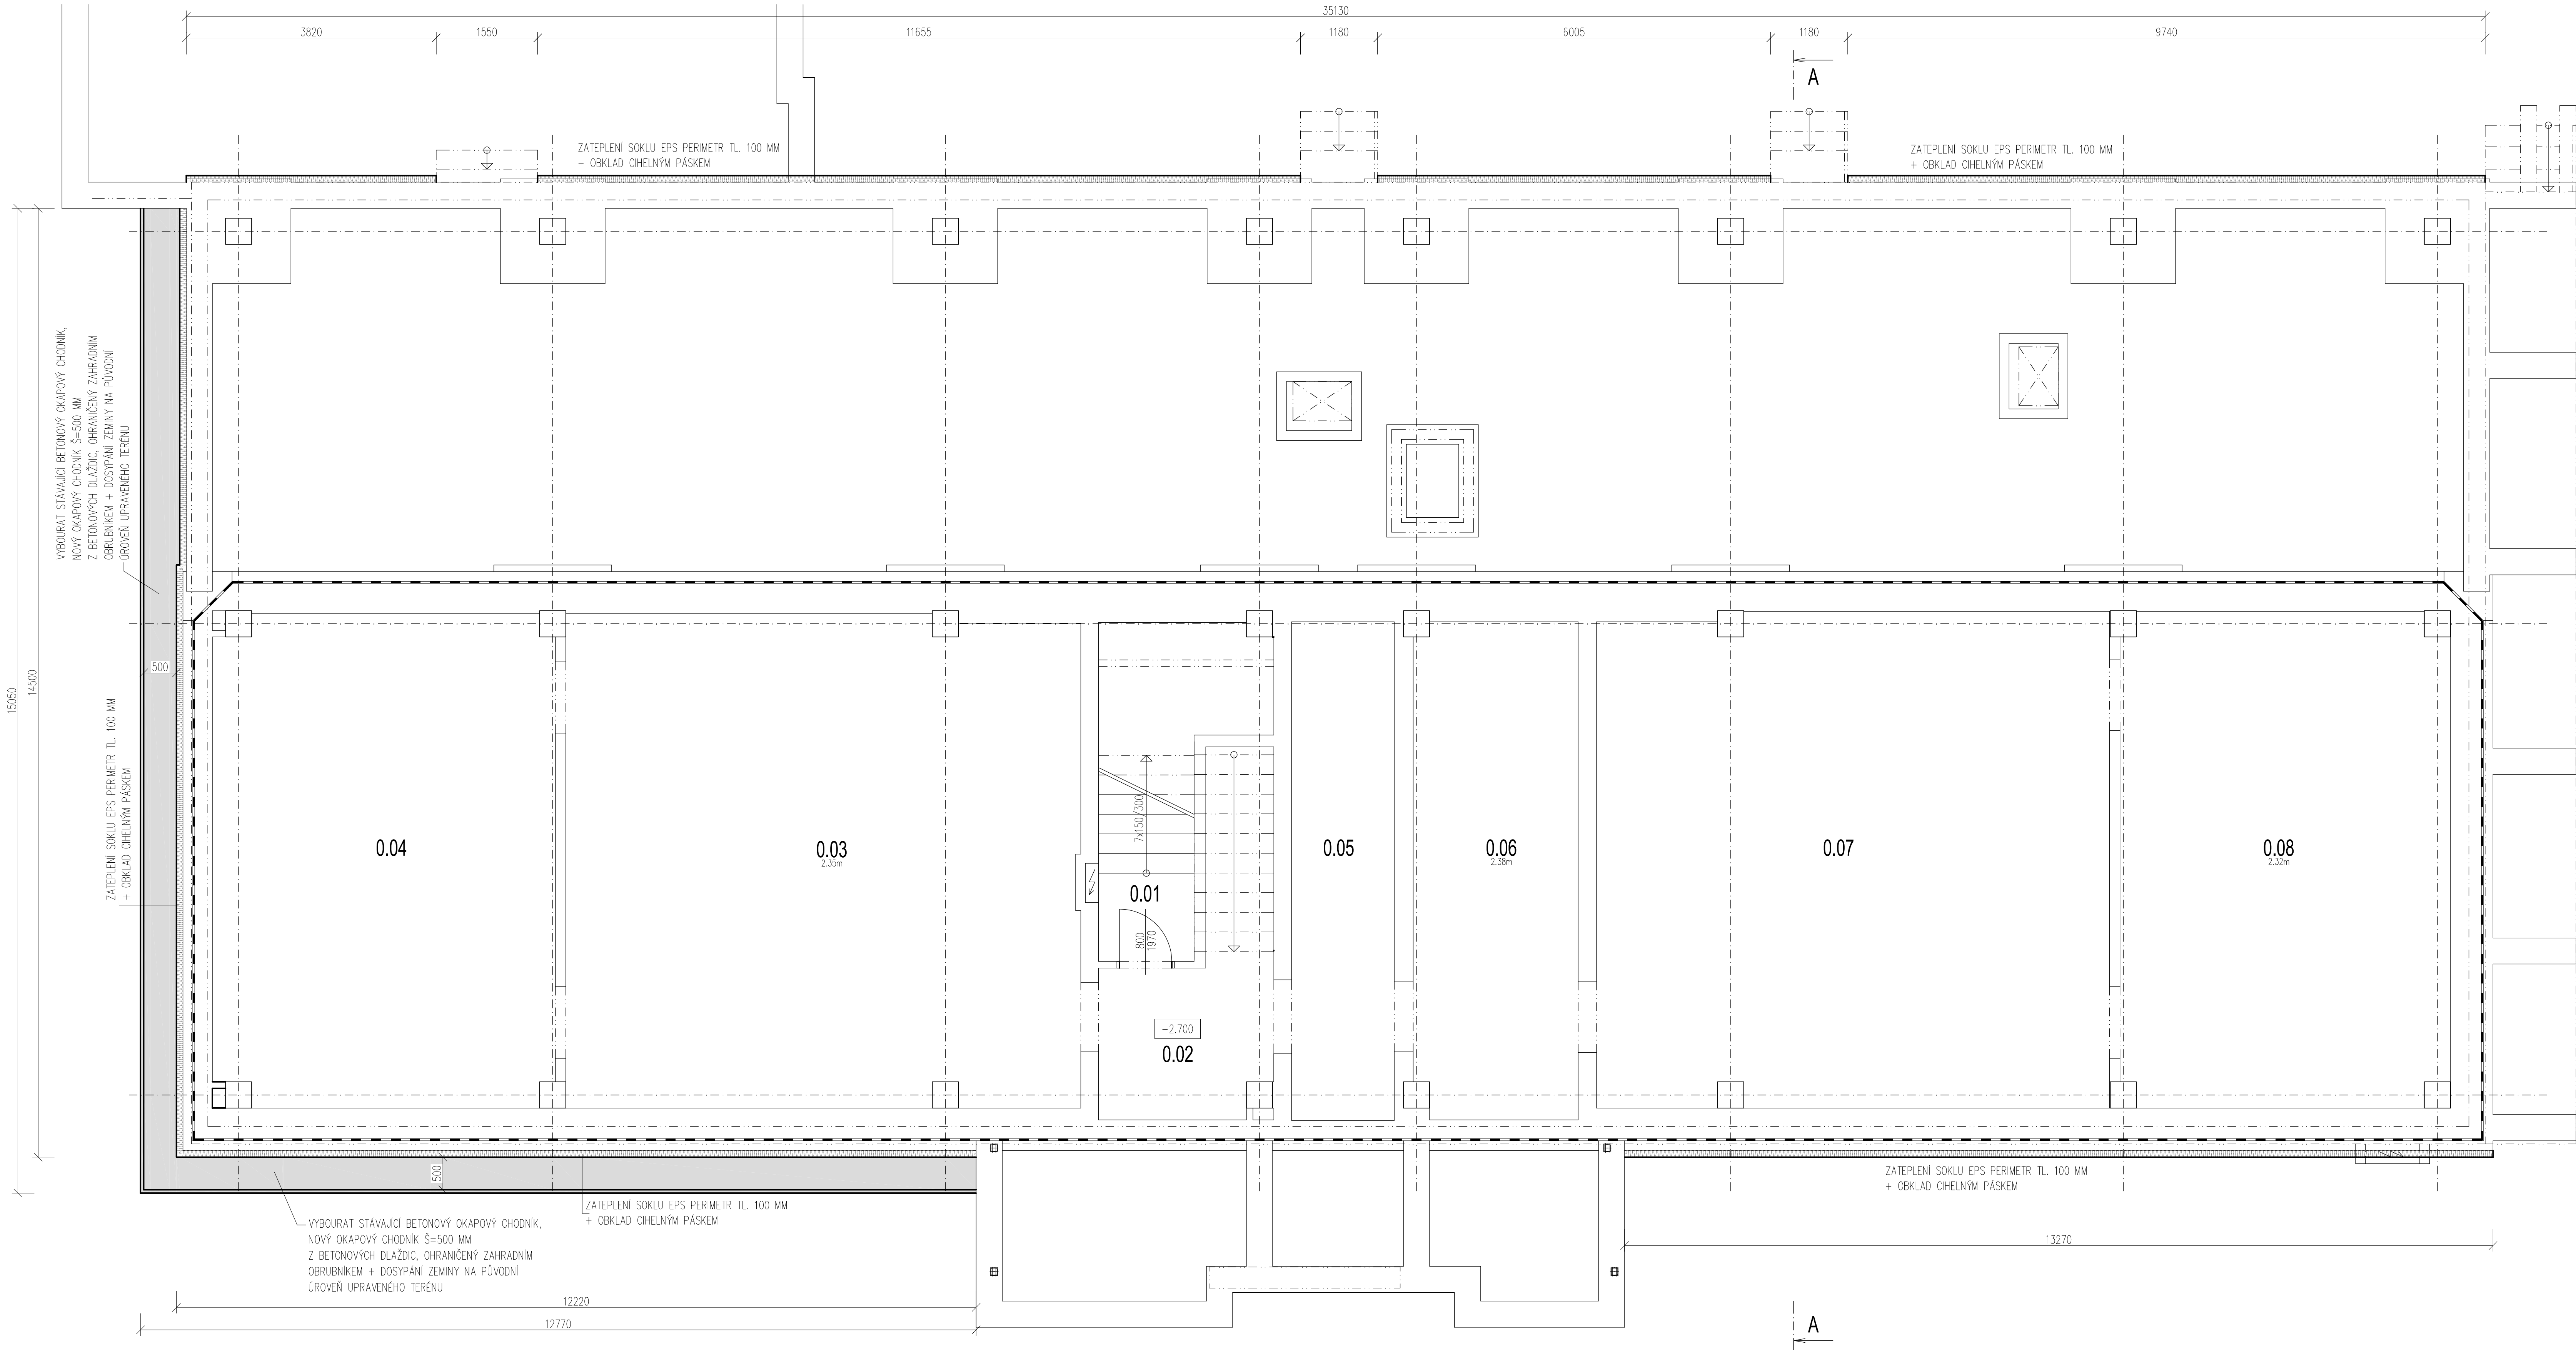 35130
3820
1550
11655
1180
6005
1180
9740
A
ZATEPLENÍ SOKLU EPS PERIMETR TL. 100 MM
+ OBKLAD CIHELNÝM PÁSKEM
ZATEPLENÍ SOKLU EPS PERIMETR TL. 100 MM
+ OBKLAD CIHELNÝM PÁSKEM
VYBOURAT STÁVAJÍCÍ BETONOVÝ OKAPOVÝ CHODNÍK,
NOVÝ OKAPOVÝ CHODNÍK Š=500 MM
Z BETONOVÝCH DLAŽDIC, OHRANIČENÝ ZAHRADNÍM
OBRUBNÍKEM + DOSYPÁNÍ ZEMINY NA PŮVODNÍ
ÚROVEŇ UPRAVENÉHO TERÉNU
15050
14500
500
ZATEPLENÍ SOKLU EPS PERIMETR TL. 100 MM
+ OBKLAD CIHELNÝM PÁSKEM
0.04
0.03
2.35m
7x150/300
0.01
800
1970
-2.700
0.02
0.05
0.06
2.38m
0.07
0.08
2.32m
500
ZATEPLENÍ SOKLU EPS PERIMETR TL. 100 MM
+ OBKLAD CIHELNÝM PÁSKEM
ZATEPLENÍ SOKLU EPS PERIMETR TL. 100 MM
+ OBKLAD CIHELNÝM PÁSKEM
VYBOURAT STÁVAJÍCÍ BETONOVÝ OKAPOVÝ CHODNÍK,
NOVÝ OKAPOVÝ CHODNÍK Š=500 MM
Z BETONOVÝCH DLAŽDIC, OHRANIČENÝ ZAHRADNÍM
OBRUBNÍKEM + DOSYPÁNÍ ZEMINY NA PŮVODNÍ
ÚROVEŇ UPRAVENÉHO TERÉNU
13270
12220
12770
A